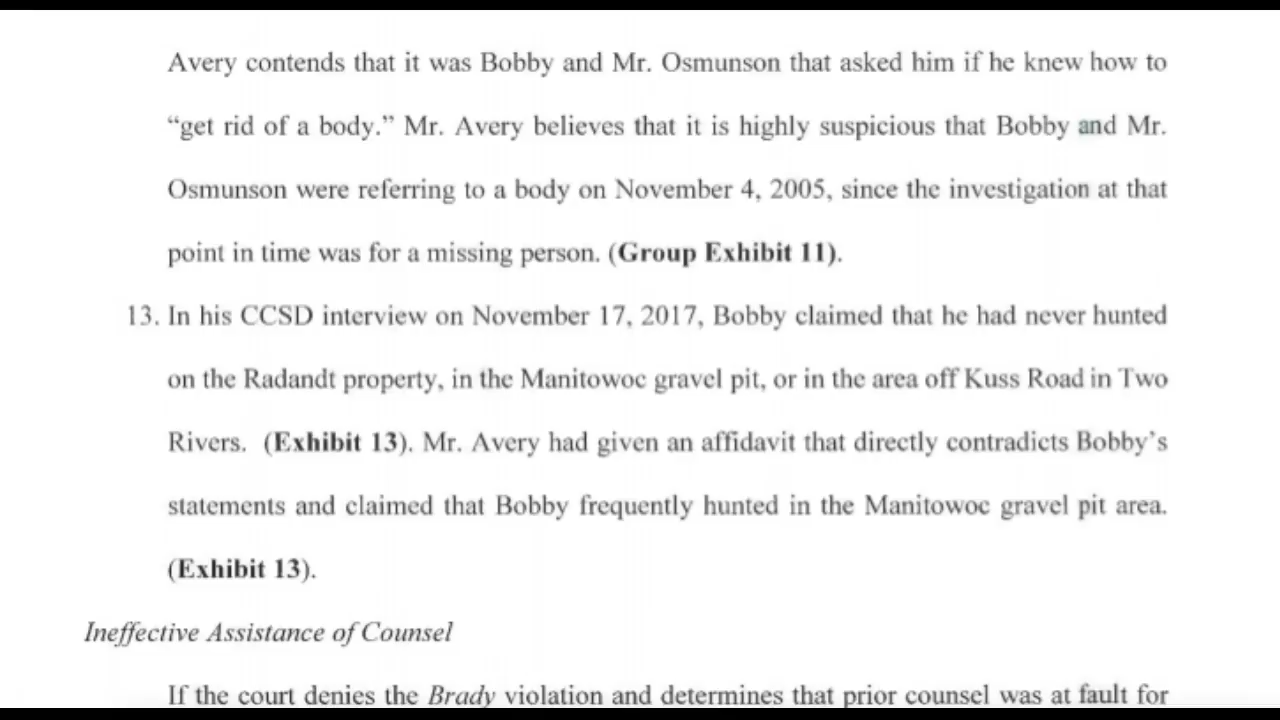 Avery contends that it was Bobby and Mr. Osmunson that asked him if he knew how to
“get rid of a body.” Mr. Avery believes that it is highly suspicious that Bobby and Mr.
Osmunson were referring to a body on November 4, 2005, since the investigation at that
point in time was for a missing person. (Group Exhibit 11).
13. In his CCSD interview on November 17, 2017, Bobby claimed that he had never hunted
on the Radandt property, in the Manitowoc gravel pit, or in the area off Kuss Road in Two
Rivers. (Exhibit 13). Mr. Avery had given an affidavit that directly contradicts Bobby’s
statements and claimed that Bobby frequently hunted in the Manitowoc gravel pit area.
(Exhibit 13).
Ineffective Assistance of Counsel
If the court denies the Brady violation and determines that prior counsel was at fault for